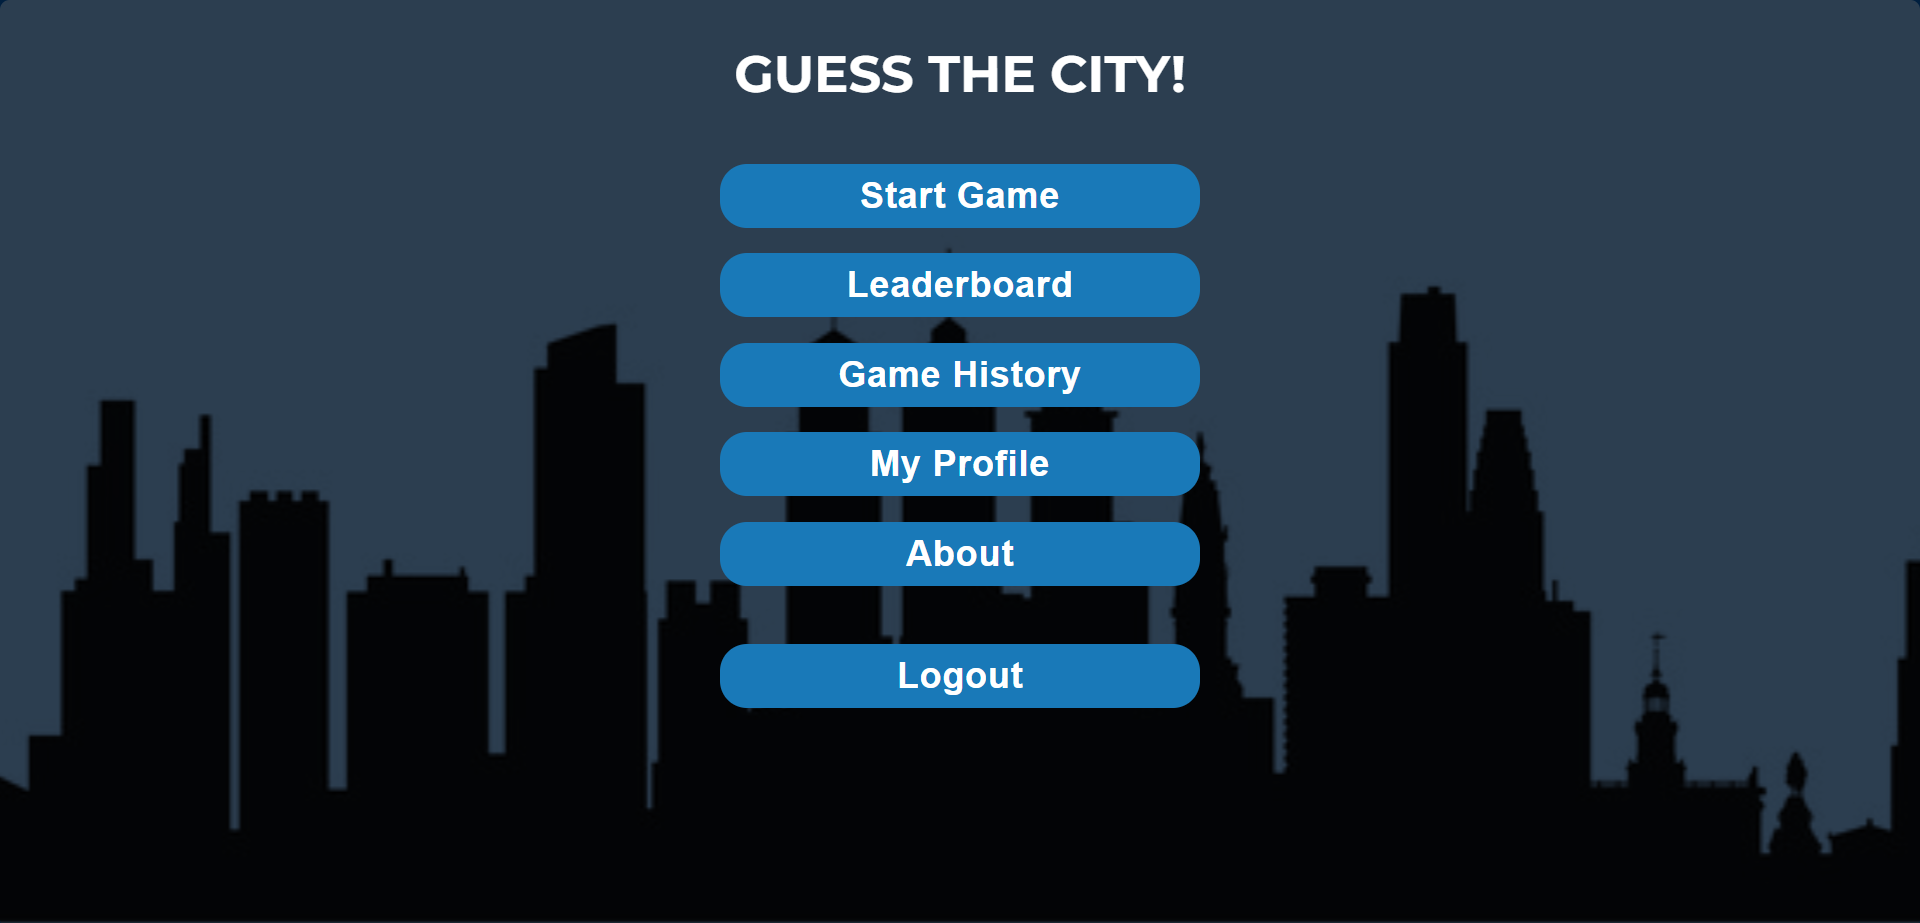 GUESS THE CITY!
Start Game
Leaderboard
Game History
My Profile
About
Logout